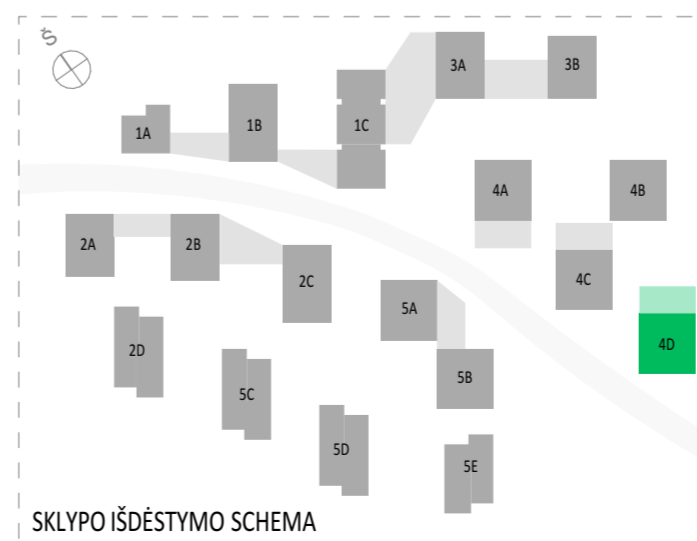 Š
3A
3B
1A
1B
1C
4A
4B
2A
2B
2C
4C
5A
4D
2D
5B
5C
5D
5E
SKLYPO IŠDĖSTYMO SCHEMA